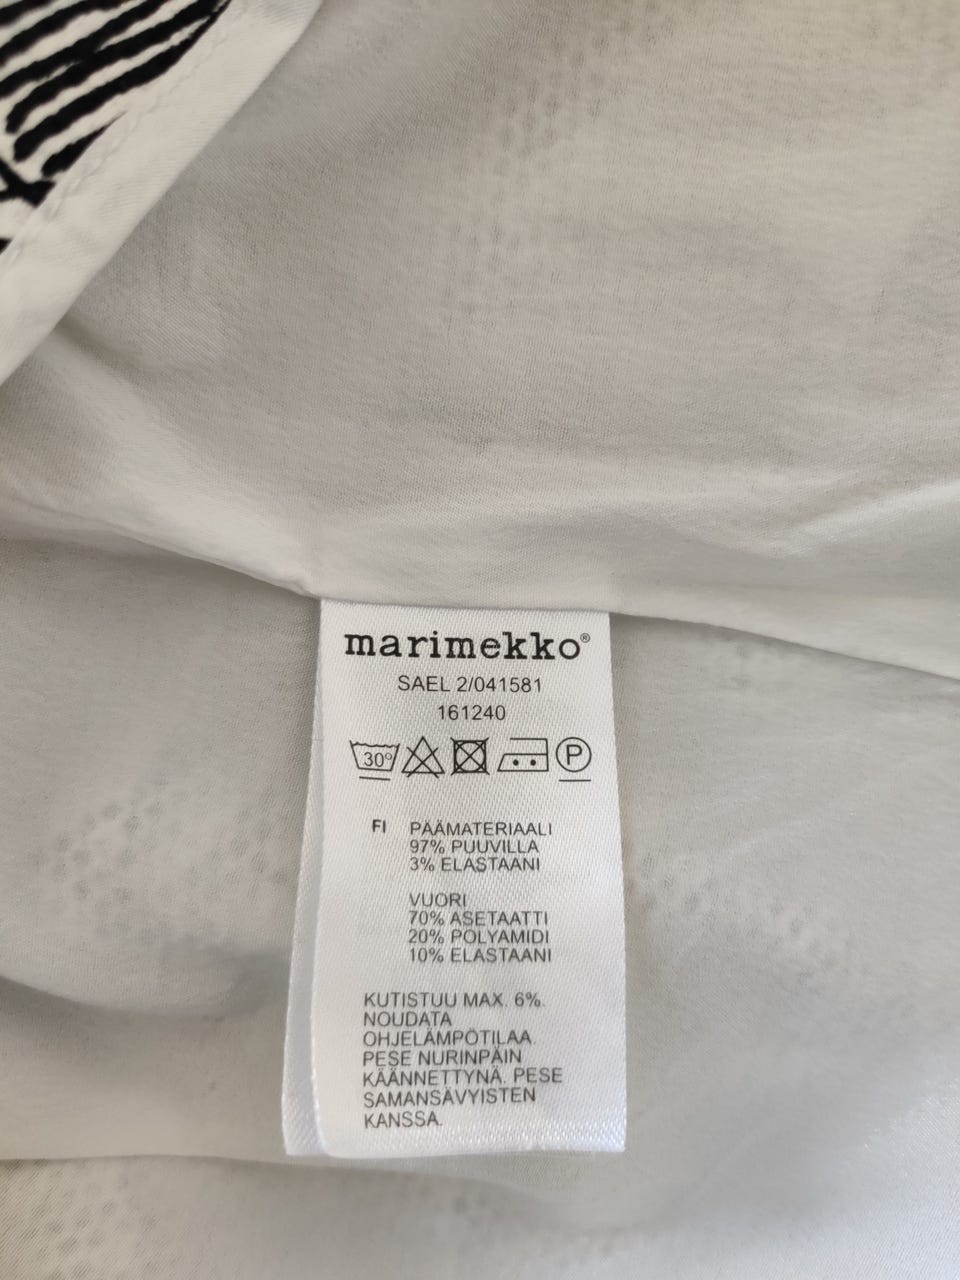 marimekko®
SAEL 2/041581
161240
30°
P
FI PÄÄMATERIAALI
97% PUUVILLA
3% ELASTAANI
VUORI
70% ASETAATTI
20% POLYAMIDI
10% ELASTAANI
KUTISTUU MAX. 6%.
NOUDATA
OHJELÄMPÖTILAA.
PESE NURINPÄIN
KÄÄNNETTYNÄ. PESE
SAMANSÄVYISTEN
KANSSA.